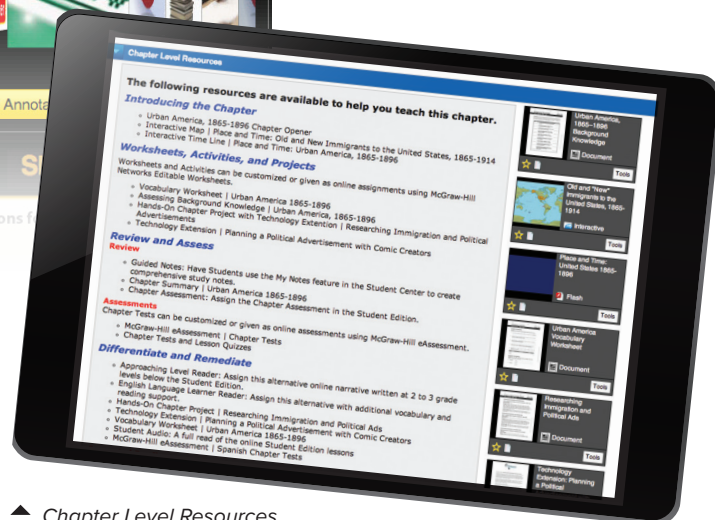 Annota
Chapter Level Resources
The following resources are available to help you teach this chapter.
Introducing the Chapter
Urban America, 1865-1896 Chapter Opener
Interactive Map | Place and Time: Old and New Immigrants to the United States, 1865-1914
Interactive Time Line | Place and Time: Urban America, 1865-1896
Worksheets, Activities, and Projects
Worksheets and Activities can be customized or given as online assignments using McGraw-Hill
Networks Editable Worksheets.
Vocabulary Worksheet | Urban America 1865-1896
Assessing Background Knowledge | Urban America, 1865-1896
Hands-On Chapter Project with Technology Extention | Researching Immigration and Political
Advertisements
Technology Extension | Planning a Political Advertisement with Comic Creators
Review and Assess
Review
Guided Notes: Have Students use the My Notes feature in the Student Center to create
comprehensive study notes.
Chapter Summary | Urban America 1865-1896
Chapter Assessment: Assign the Chapter Assessment in the Student Edition.
Assessments
Chapter Tests can be customized or given as online assessments using McGraw-Hill eAssessment.
McGraw-Hill eAssessment | Chapter Tests
Chapter Tests and Lesson Quizzes
Differentiate and Remediate
Approaching Level Reader: Assign this alternative online narrative written at 2 to 3 grade
levels below the Student Edition.
English Language Learner Reader: Assign this alternative with additional vocabulary and
reading support.
Hands-On Chapter Project | Researching Immigration and Political Ads
Technology Extension | Planning a Political Advertisement with Comic Creators
Vocabulary Worksheet | Urban America 1865-1896
Student Audio: A full read of the online Student Edition lessons
McGraw-Hill eAssessment | Spanish Chapter Tests
Urban America,
1865-1896
Background
Knowledge
Document
Tools
Old and "New"
Immigrants to the
United States, 1865-
1914
Interactive
Tools
Place and Time:
United States 1865-
1896
Flash
Tools
Urban America
Vocabulary
Worksheet
Document
Tools
Researching
Immigration and
Political Ads
Document
Tools
Technology
Extension: Planning
a Political
Chapter Level Resources